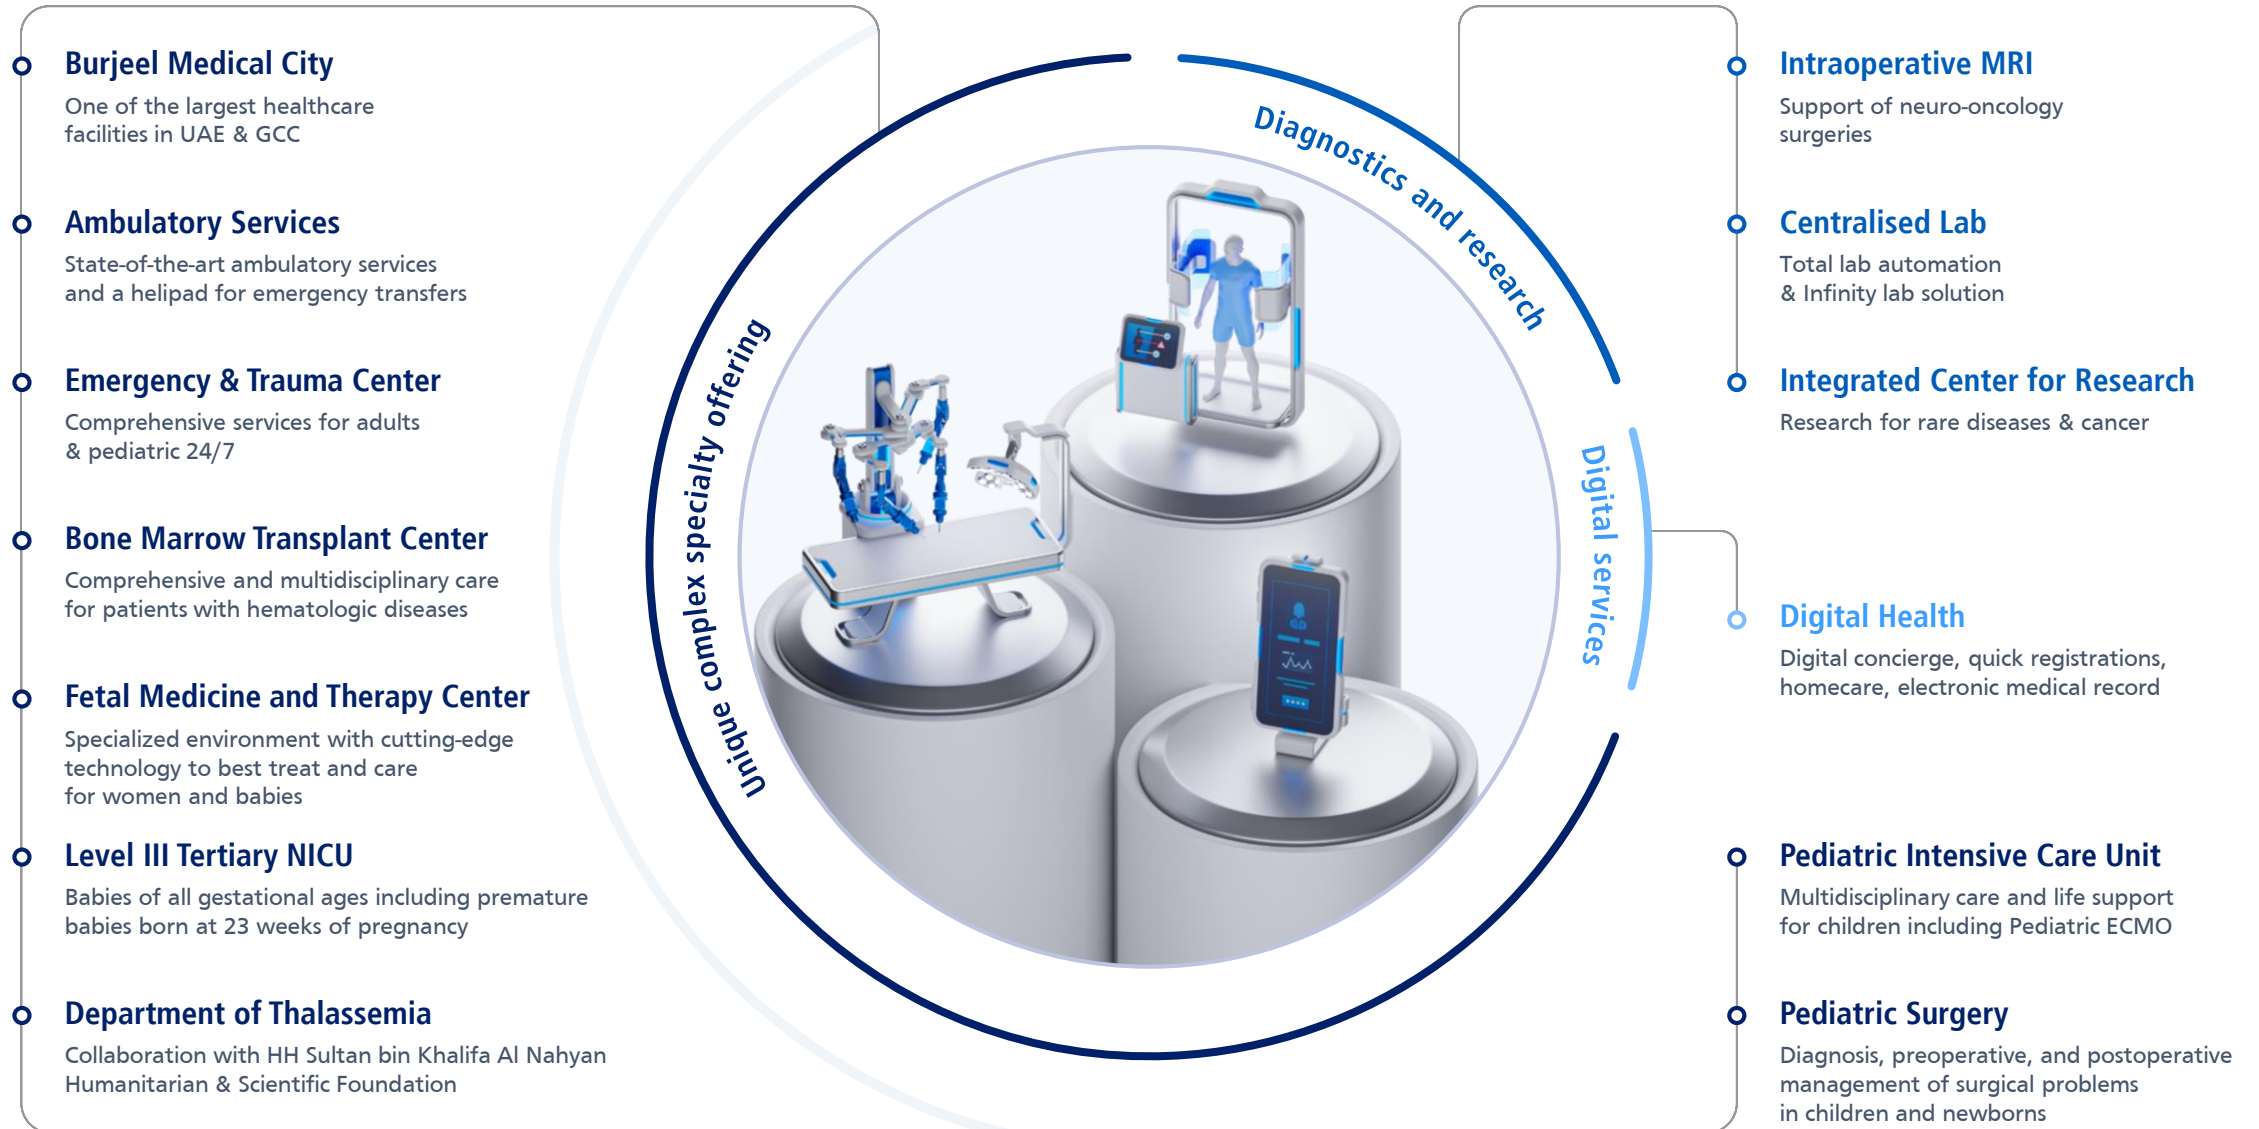 Burjeel Medical City
One of the largest healthcare
facilities in UAE & GCC
Ambulatory Services
State-of-the-art ambulatory services
and a helipad for emergency transfers
Emergency & Trauma Center
Comprehensive services for adults
& pediatric 24/7
Bone Marrow Transplant Center
Comprehensive and multidisciplinary care
for patients with hematologic diseases
Fetal Medicine and Therapy Center
Specialized environment with cutting-edge
technology to best treat and care
for women and babies
Level III Tertiary NICU
Babies of all gestational ages including premature
babies born at 23 weeks of pregnancy
Department of Thalassemia
Collaboration with HH Sultan bin Khalifa Al Nahyan
Humanitarian & Scientific Foundation
Unique complex specialty offering
Diagnostics and research
Digital services
Intraoperative MRI
Support of neuro-oncology
surgeries
Centralised Lab
Total lab automation
& Infinity lab solution
Integrated Center for Research
Research for rare diseases & cancer
Digital Health
Digital concierge, quick registrations,
homecare, electronic medical record
Pediatric Intensive Care Unit
Multidisciplinary care and life support
for children including Pediatric ECMO
Pediatric Surgery
Diagnosis, preoperative, and postoperative
management of surgical problems
in children and newborns